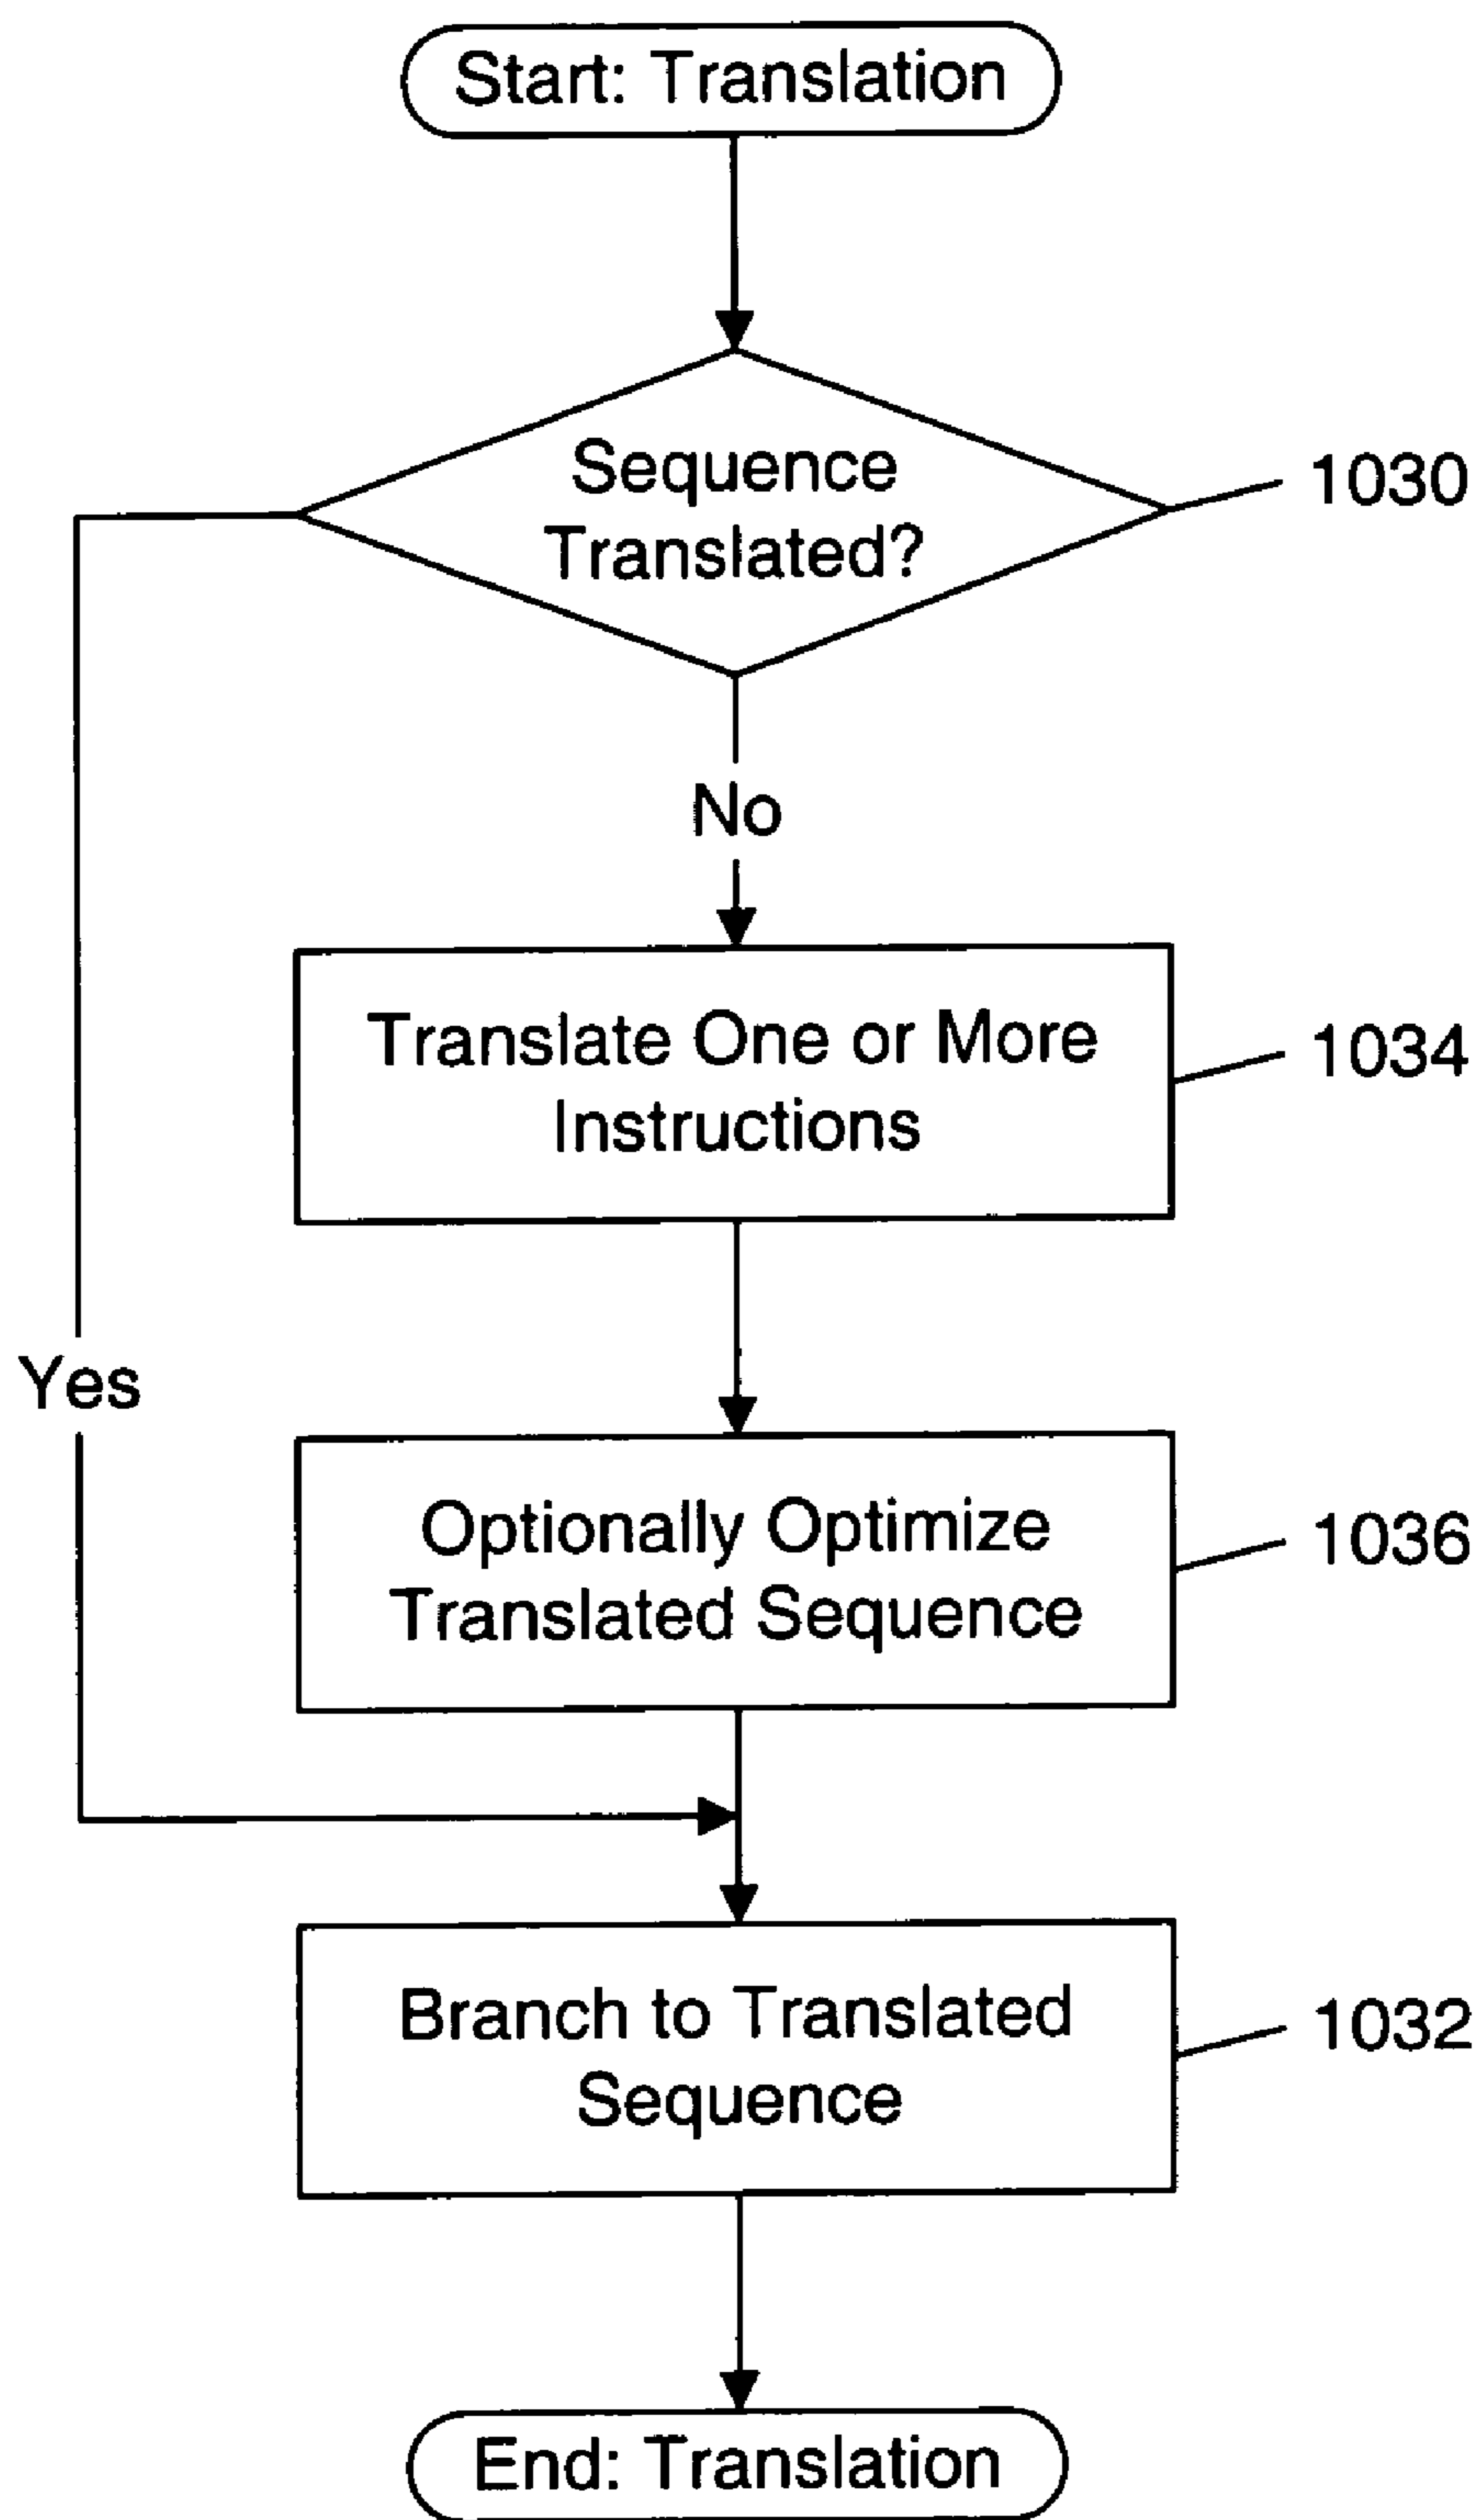 Start: Translation
Sequence
Translated?
1030
No
Translate One or More
Instructions
1034
Yes
Optionally Optimize
Translated Sequence
1036
Branch to Translated
Sequence
1032
End: Translation